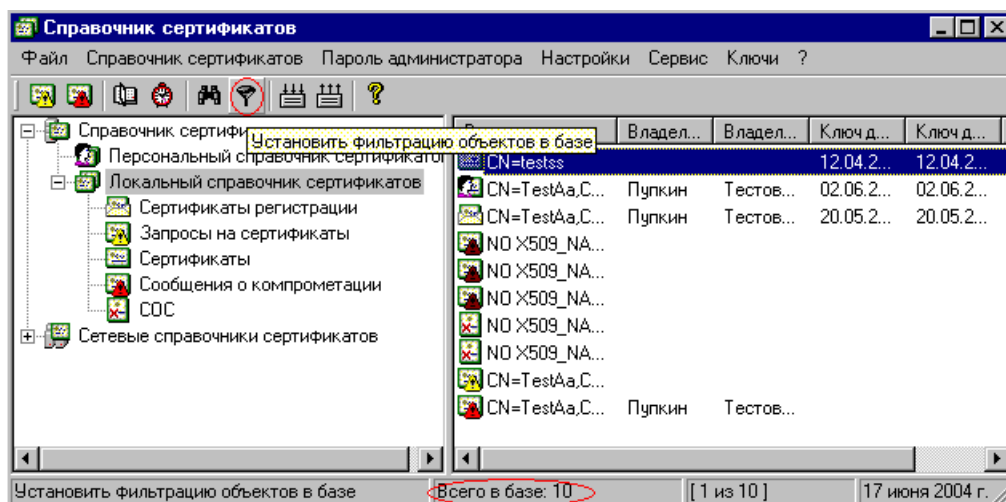 Справочник сертификатов
Файл Справочник сертификатов Пароль администратора Настройки Сервис Ключи ?
Справочник сертифи
Установить фильтрацию объектов в базе
Персональный справочник сертификатов
Локальный справочник сертификатов
Сертификаты регистрации
Запросы на сертификаты
Сертификаты
Сообщения о компрометации
СОС
Сетевые справочники сертификатов
Владел... Владел... Ключ д... Ключ д...
CN=testss 12.04.2... 12.04.2...
CN=TestAa,C... Пупкин Тестов... 02.06.2... 02.06.2...
CN=TestAa,C... Пупкин Тестов... 20.05.2... 20.05.2...
NO X509_NA...
NO X509_NA...
NO X509_NA...
NO X509_NA...
NO X509_NA...
CN=TestAa,C...
CN=TestAa,C... Пупкин Тестов...
Установить фильтрацию объектов в базе Всего в базе: 10 [ 1 из 10 ] 17 июня 2004 г.